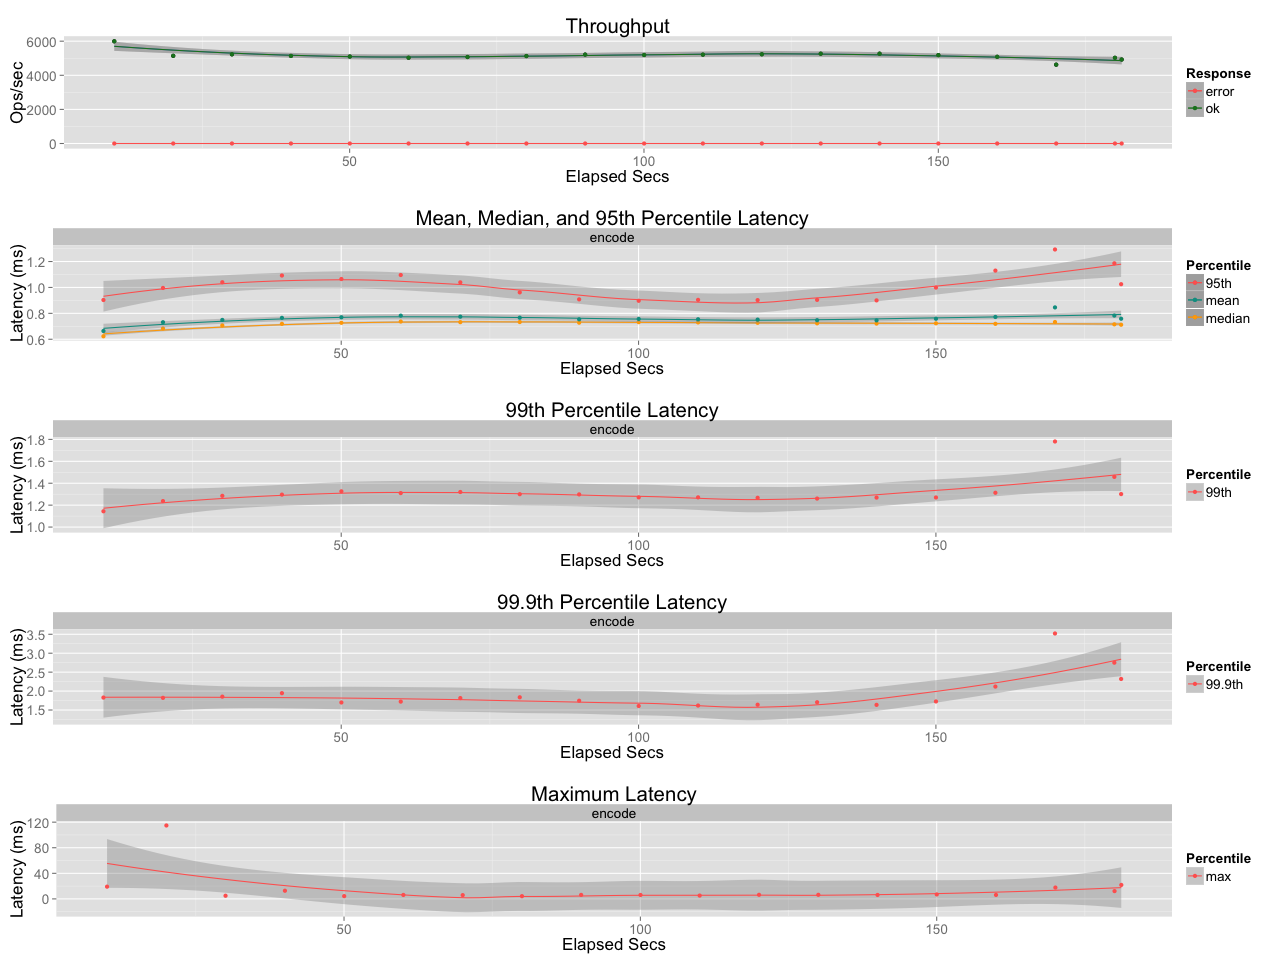 Throughput
Ops/sec
6000
4000
2000
0
50
100
150
Elapsed Secs
Response
error
ok
Mean, Median, and 95th Percentile Latency
encode
Latency (ms)
1.2
1.0
0.8
0.6
50
100
150
Elapsed Secs
Percentile
95th
mean
median
99th Percentile Latency
encode
Latency (ms)
1.8
1.6
1.4
1.2
1.0
50
100
150
Elapsed Secs
Percentile
99th
99.9th Percentile Latency
encode
Latency (ms)
3.5
3.0
2.5
2.0
1.5
50
100
150
Elapsed Secs
Percentile
99.9th
Maximum Latency
encode
Latency (ms)
120
80
40
0
50
100
150
Elapsed Secs
Percentile
max